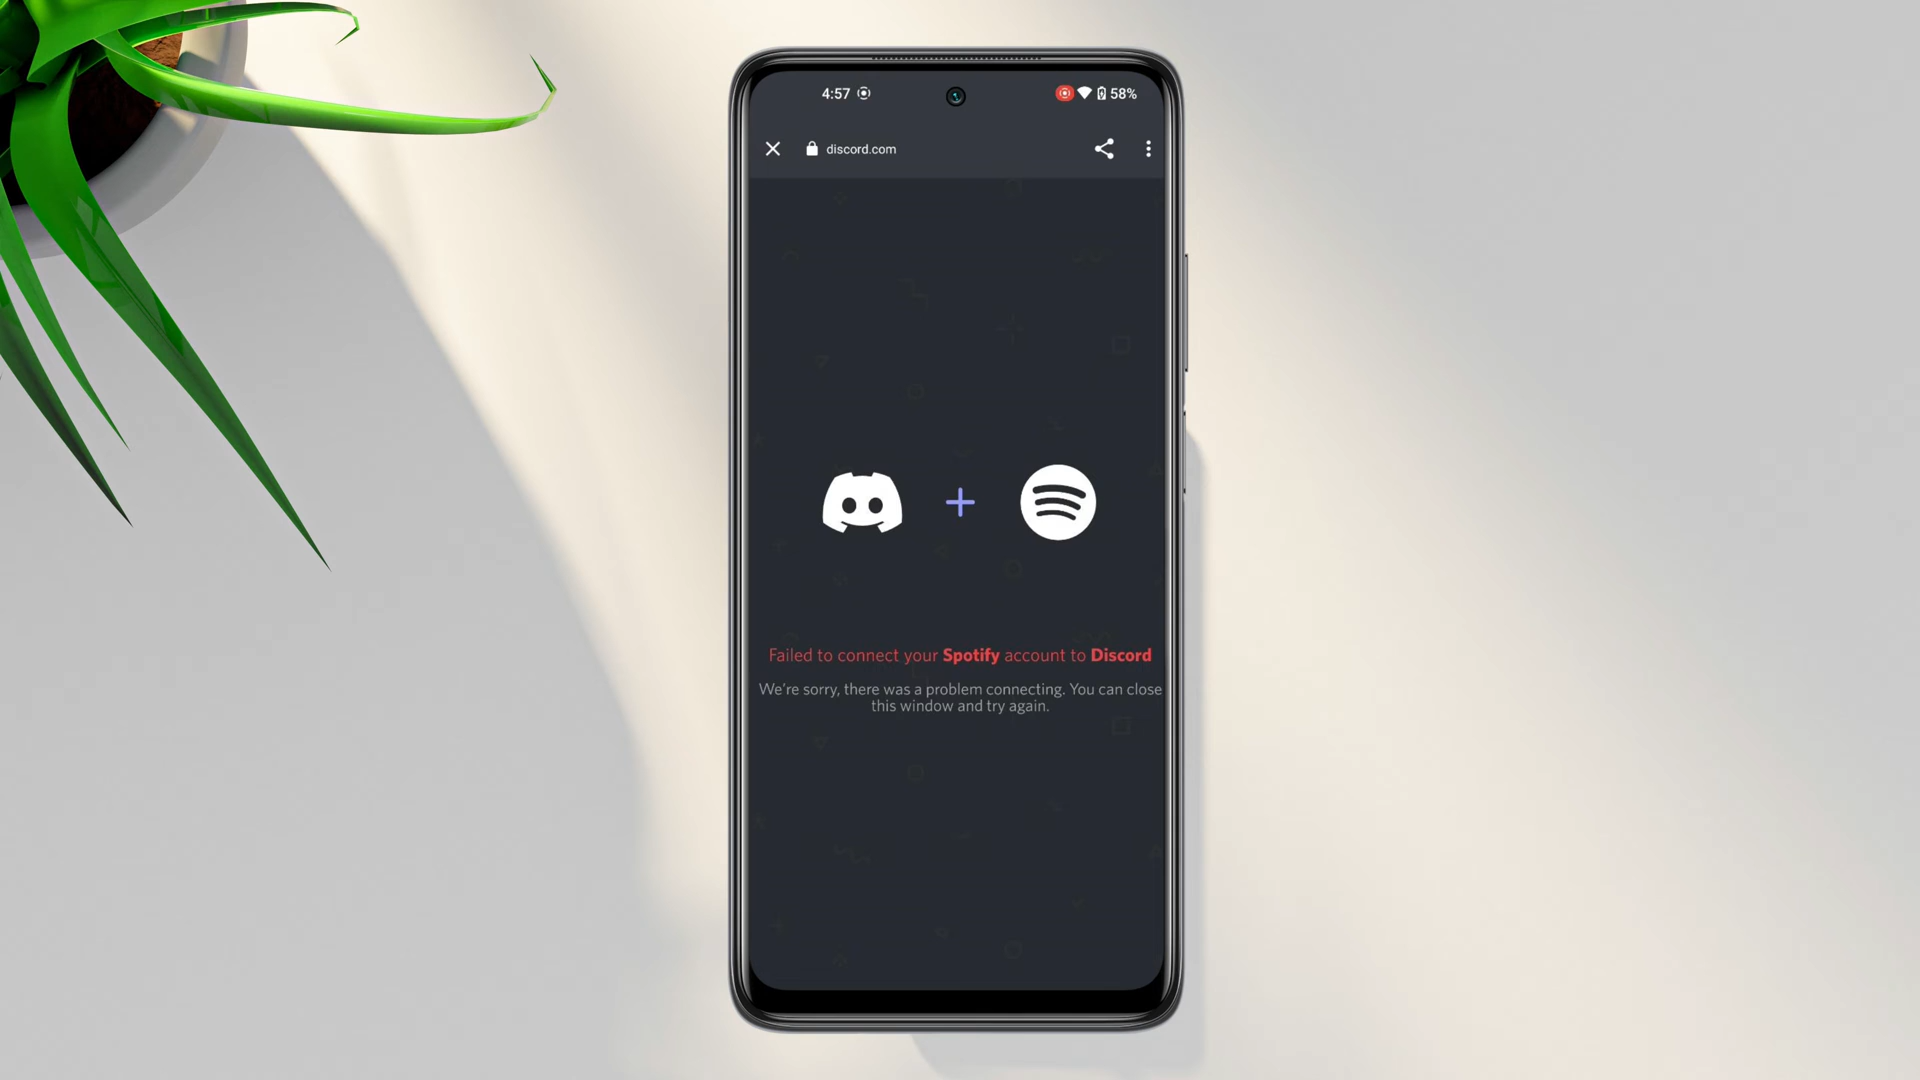 4:57
58%
discord.com
Failed to connect your Spotify account to Discord
We're sorry, there was a problem connecting. You can close
this window and try again.